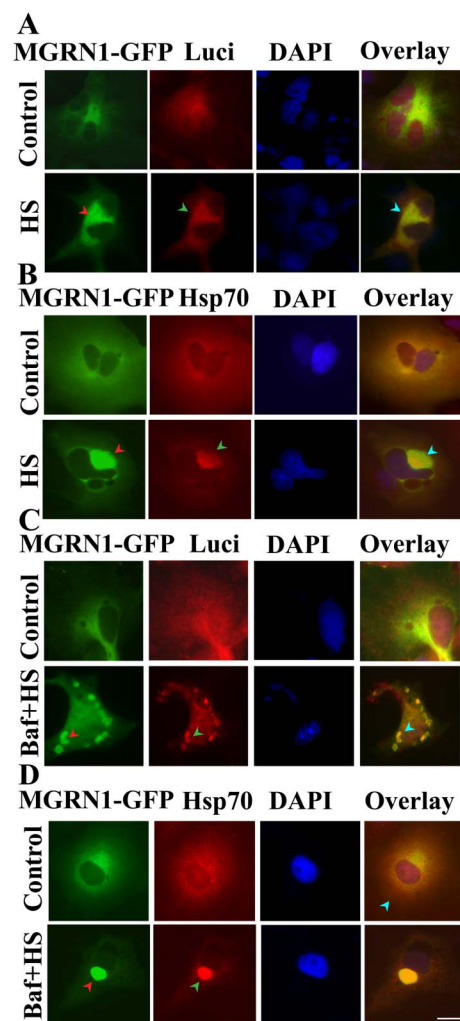 A
MGRN1-GFP Luci DAPI Overlay
Control
HS
B
MGRN1-GFP Hsp70 DAPI Overlay
Control
HS
C
MGRN1-GFP Luci DAPI Overlay
Control
Baf+HS
D
MGRN1-GFP Hsp70 DAPI Overlay
Control
Baf+HS